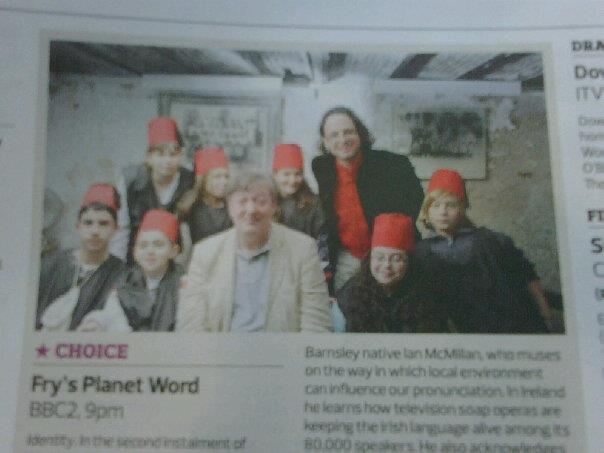 ★ CHOICE
Fry's Planet Word
BBC2, 9pm
Identity. In the second instalment of
Barnsley native Ian McMillan, who muses
on the way in which local environment
can influence our pronunciation. In Ireland
he learns how television soap operas are
keeping the Irish language alive among its
80,000 speakers. He also acknowledges
DRA
Dow
ITV
Dow
hom
Wo
O'B
The
FI
S
C